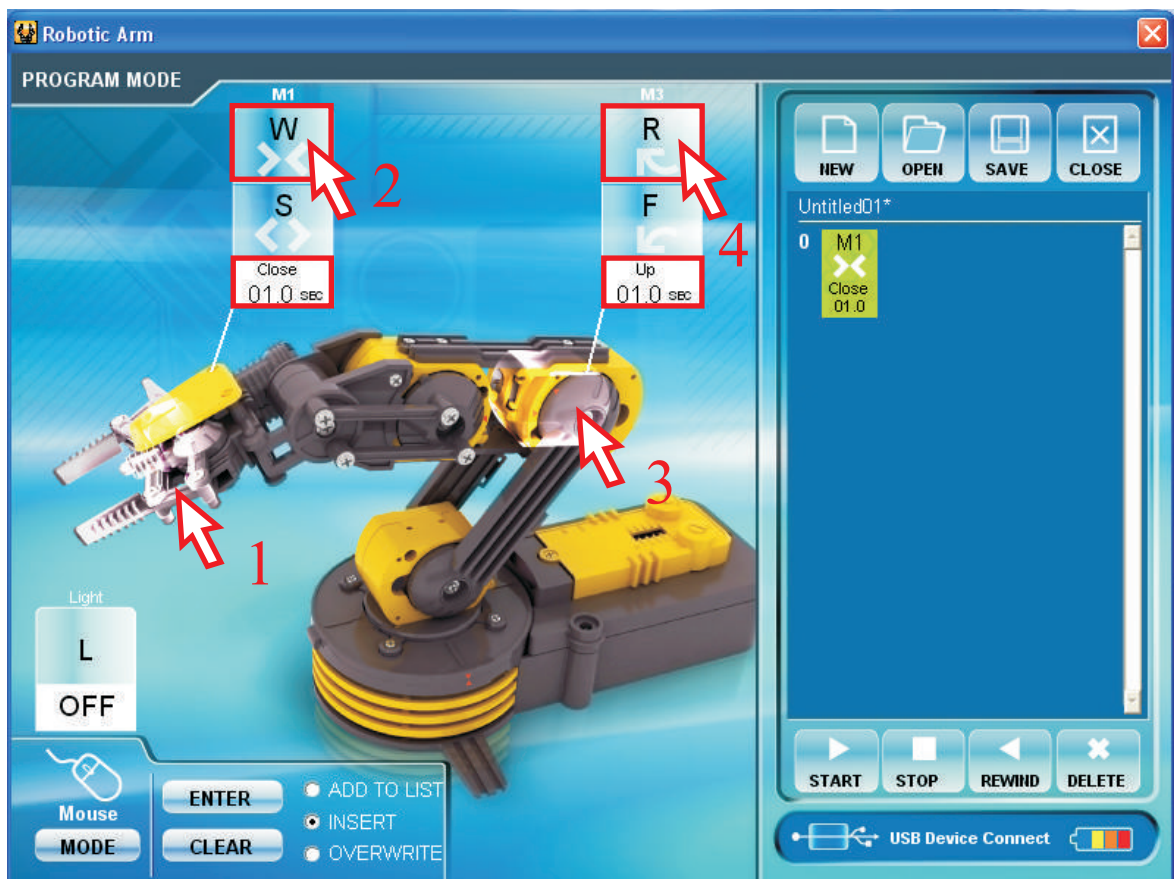 Robotic Arm
PROGRAM MODE
M1
W
2
S
Close
01.0 SEC
M3
R
4
F
Up
01.0 SEC
1
3
Light
L
OFF
Mouse
MODE
ENTER
CLEAR
ADD TO LIST
INSERT
OVERWRITE
NEW OPEN SAVE CLOSE
Untitled01*
0 M1
Close
01.0
START STOP REWIND DELETE
USB Device Connect